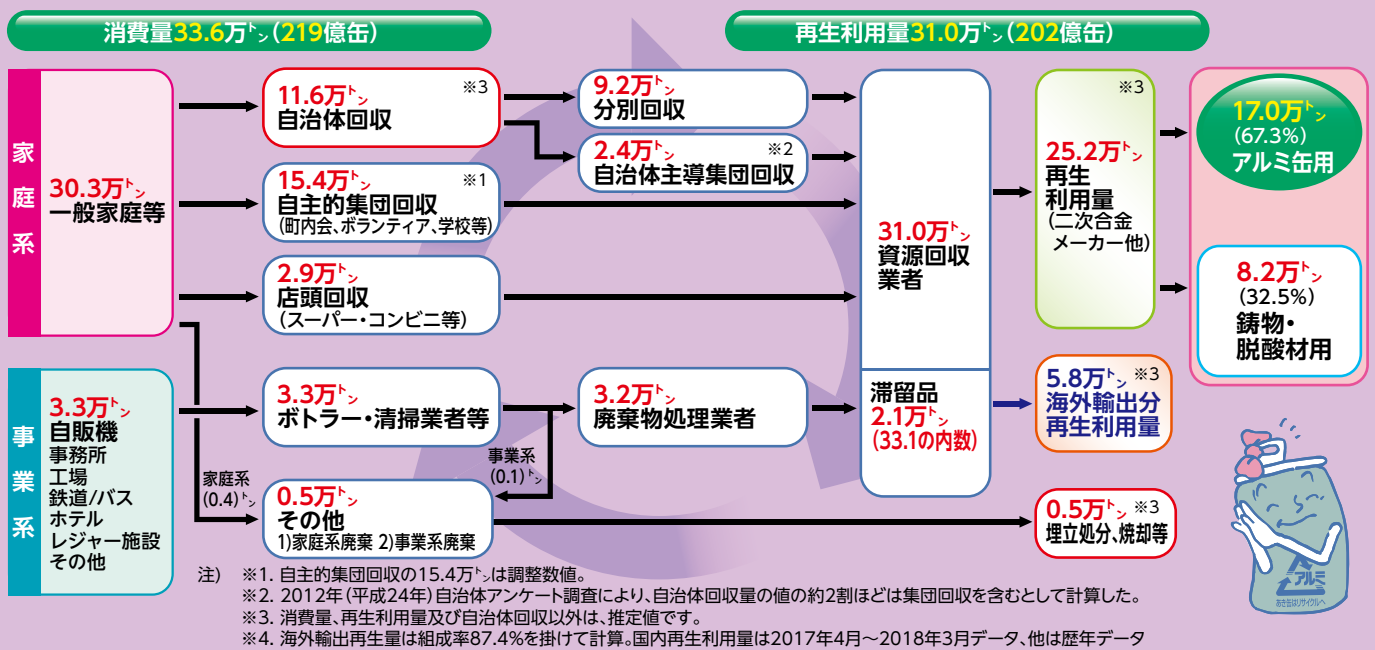 消費量33.6万トン(219億缶)
再生利用量31.0万トン(202億缶)
家庭系
30.3万トン
一般家庭等
11.6万トン ※3
自治体回収
9.2万トン
分別回収
2.4万トン ※2
自治体主導集団回収
15.4万トン ※1
自主的集団回収
(町内会、ボランティア、学校等)
2.9万トン
店頭回収
(スーパー・コンビニ等)
事業系
3.3万トン
自販機
事務所
工場
鉄道/バス
ホテル
レジャー施設
その他
3.3万トン
ボトラー・清掃業者等
3.2万トン
廃棄物処理業者
家庭系
(0.4)トン
事業系
(0.1)トン
0.5万トン
その他
1)家庭系廃棄 2)事業系廃棄
31.0万トン
資源回収
業者
滞留品
2.1万トン
(33.1の内数)
※3
25.2万トン
再生
利用量
(二次合金
メーカー他)
17.0万トン
(67.3%)
アルミ缶用
8.2万トン
(32.5%)
鋳物・
脱酸材用
5.8万トン ※3
海外輸出分
再生利用量
0.5万トン ※3
埋立処分、焼却等
アルミ
あき缶はリサイクルへ
注) ※1. 自主的集団回収の15.4万トンは調整数値。
※2. 2012年(平成24年)自治体アンケート調査により、自治体回収量の値の約2割ほどは集団回収を含むとして計算した。
※3. 消費量、再生利用量及び自治体回収以外は、推定値です。
※4. 海外輸出再生量は組成率87.4%を掛けて計算。国内再生利用量は2017年4月〜2018年3月データ、他は歴年データ